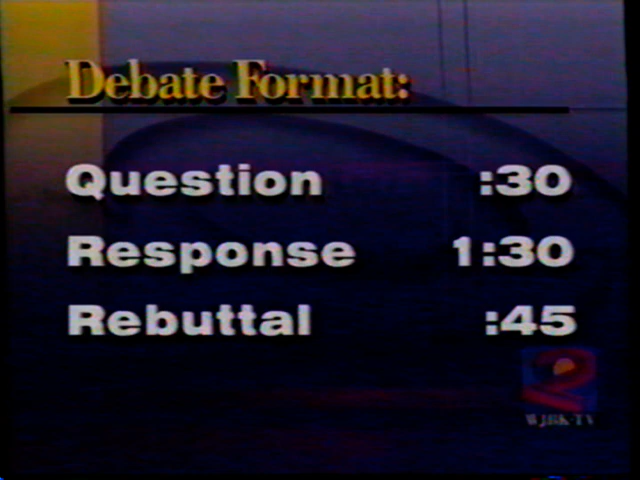 Debate Format:
Question :30
Response 1:30
Rebuttal :45
2
WJBK-TV